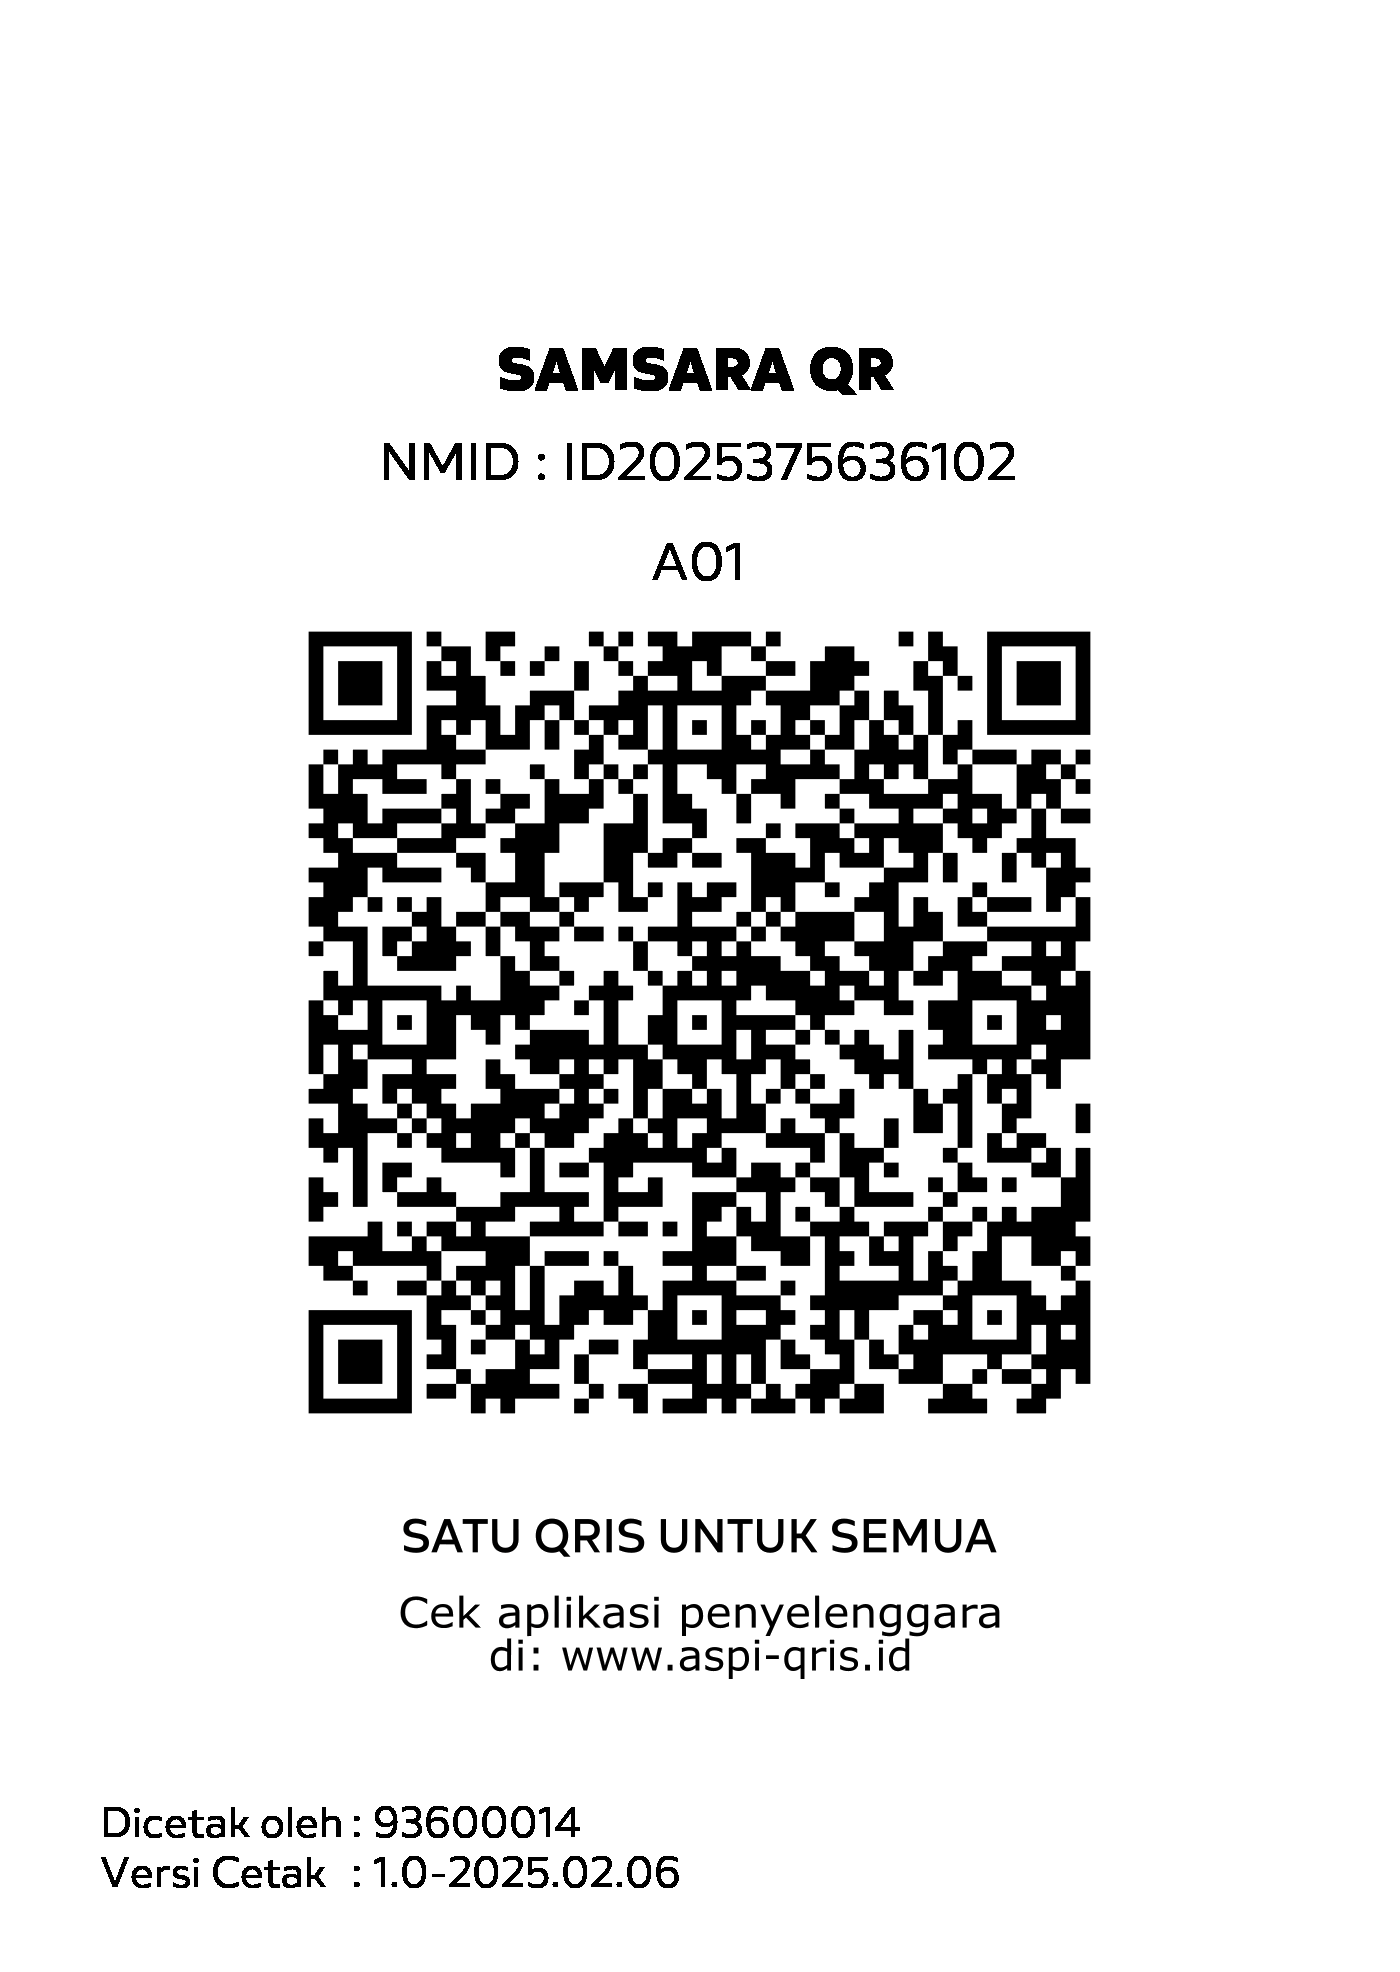 SAMSARA QR
NMID : ID2025375636102
A01
SATU QRIS UNTUK SEMUA
Cek aplikasi penyelenggara
di: www.aspi-qris.id
Dicetak oleh : 93600014
Versi Cetak : 1.0-2025.02.06